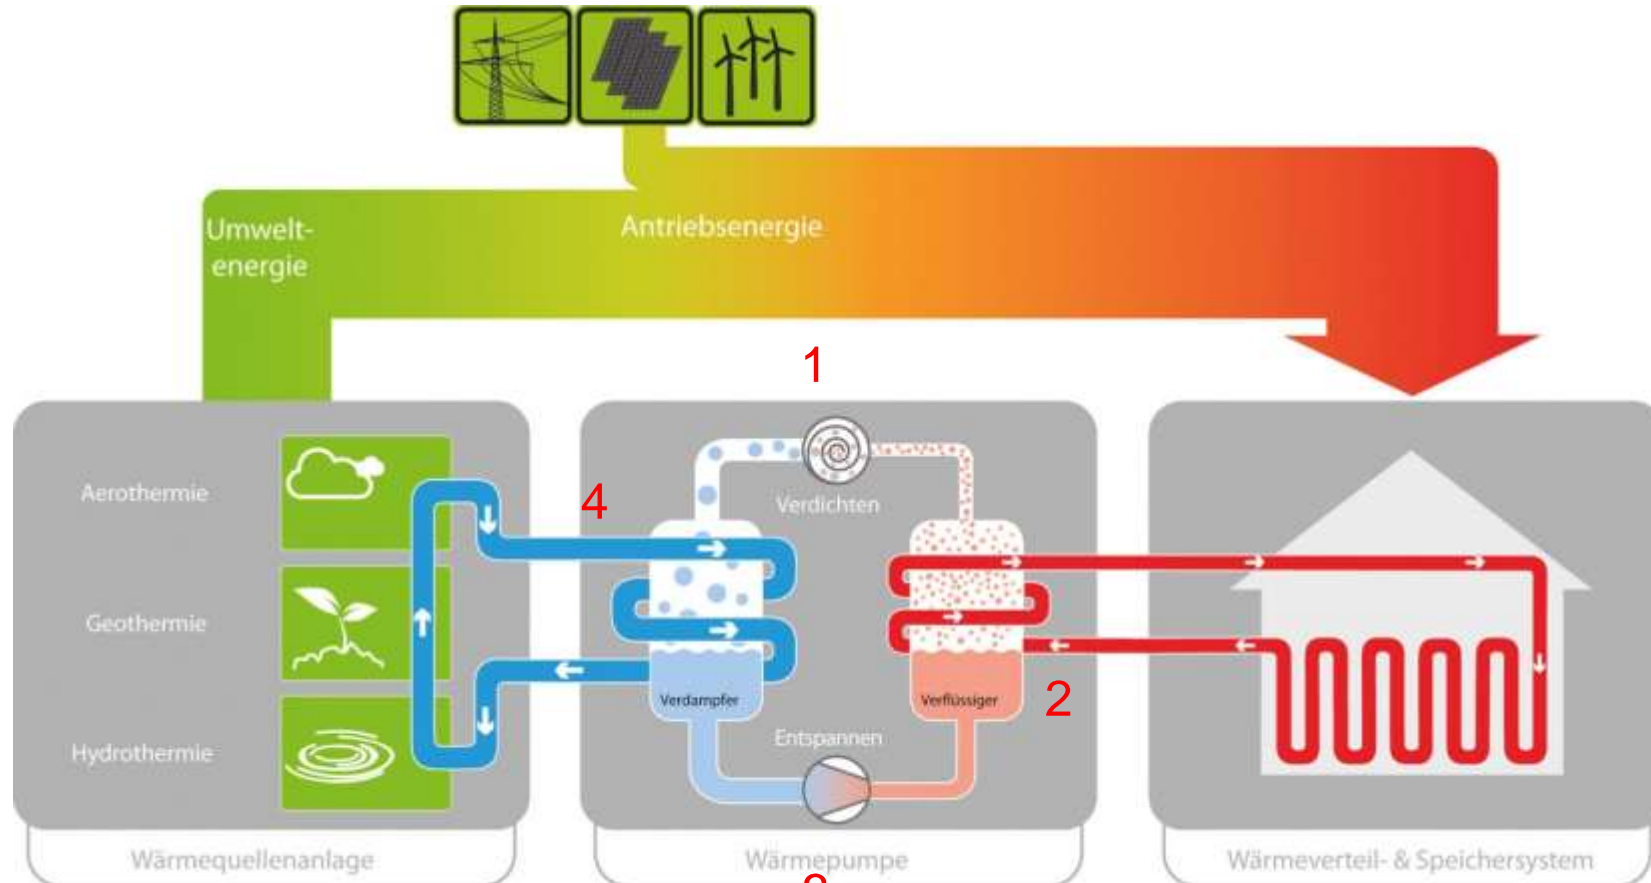 Umwelt-
energie
Antriebsenergie
1
Aerothermie
4
Verdichten
Geothermie
Verdampfer
Verflüssiger
2
Hydrothermie
Entspannen
Wärmequellenanlage
Wärmepumpe
Wärmeverteil- & Speichersystem